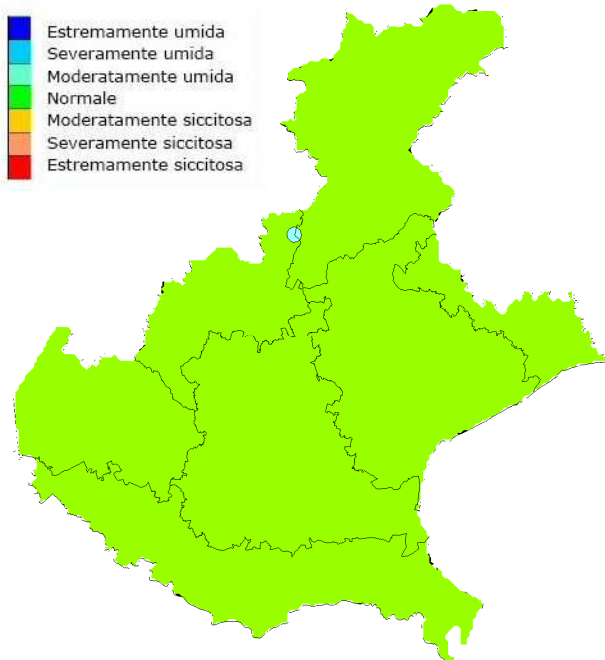 Estremamente umida
Severamente umida
Moderatamente umida
Normale
Moderatamente siccitosa
Severamente siccitosa
Estremamente siccitosa